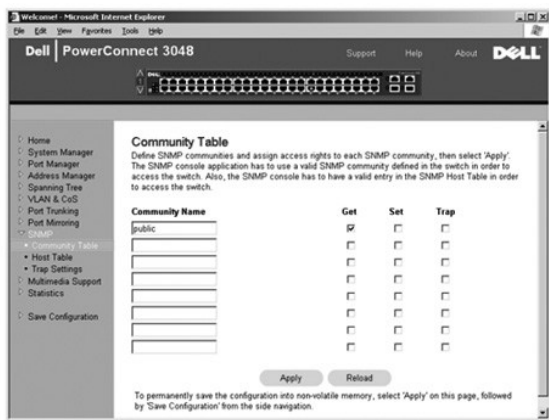 Welcome! - Microsoft Internet Explorer
File Edit View Favorites Tools Help
Dell | PowerConnect 3048
Support Help About
DELL
Home
System Manager
Port Manager
Address Manager
Spanning Tree
VLAN & CoS
Port Trunking
Port Mirroring
SNMP
Community Table
Host Table
Trap Settings
Multimedia Support
Statistics
Save Configuration
Community Table
Define SNMP communities and assign access rights to each SNMP community, then select 'Apply'.
The SNMP console application has to use a valid SNMP community defined in the switch in order to
access the switch. Also, the SNMP console has to have a valid entry in the SNMP Host Table in order
to access the switch.
Community Name Get Set Trap
public
Apply Reload
To permanently save the configuration into non-volatile memory, select 'Apply' on this page, followed
by 'Save Configuration' from the side navigation.